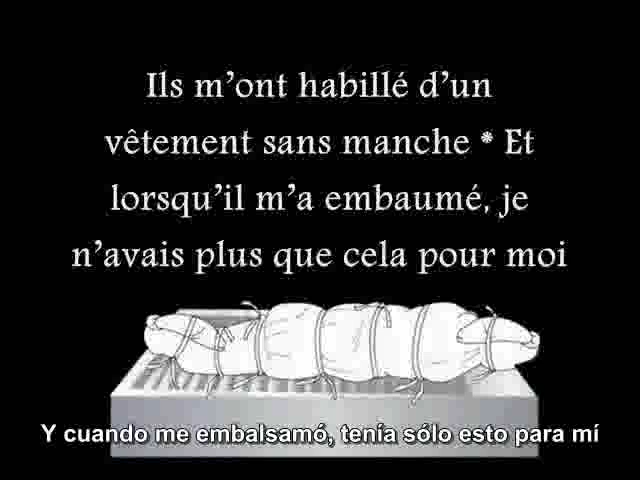 Ils m'ont habillé d'un
vêtement sans manche * Et
lorsqu'il m'a embaumé, je
n'avais plus que cela pour moi
Y cuando me embalsamó, tenía sólo esto para mí